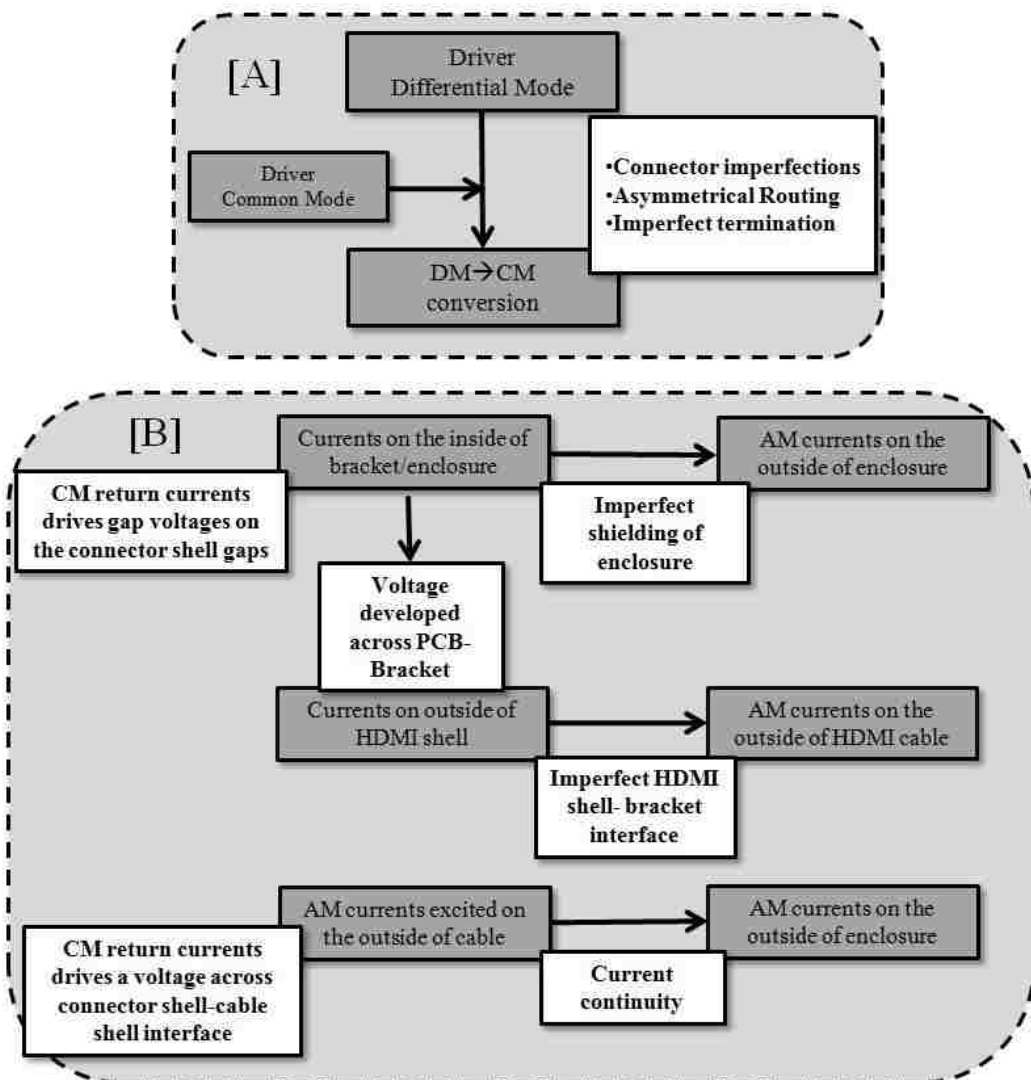 [A]
Driver
Differential Mode
Driver
Common Mode
•Connector imperfections
•Asymmetrical Routing
•Imperfect termination
DM→CM
conversion
[B]
Currents on the inside of
bracket/enclosure
AM currents on the
outside of enclosure
CM return currents
drives gap voltages on
the connector shell gaps
Imperfect
shielding of
enclosure
Voltage
developed
across PCB-
Bracket
Currents on outside of
HDMI shell
AM currents on the
outside of HDMI cable
Imperfect HDMI
shell- bracket
interface
AM currents excited on
the outside of cable
AM currents on the
outside of enclosure
CM return currents
drives a voltage across
connector shell-cable
shell interface
Current
continuity